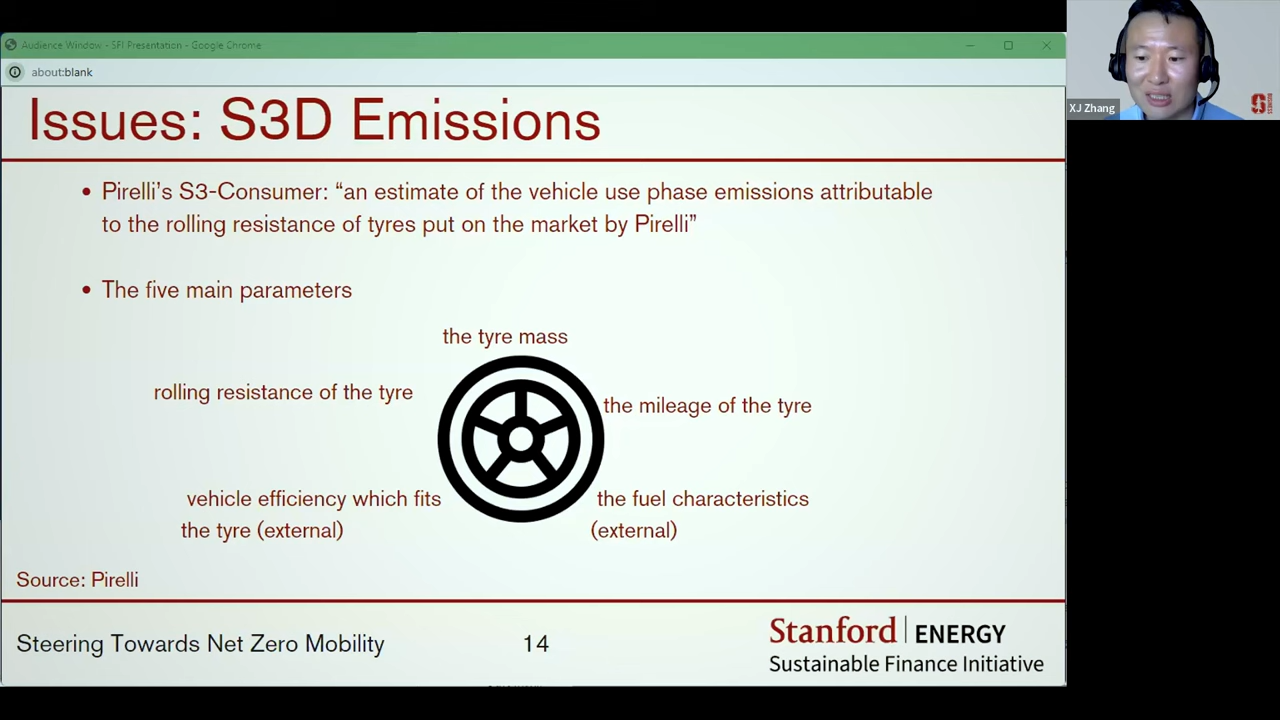 Audience Window - SFI Presentation - Google Chrome
about:blank
XJ Zhang
Issues: S3D Emissions
• Pirelli's S3-Consumer: “an estimate of the vehicle use phase emissions attributable
to the rolling resistance of tyres put on the market by Pirelli”
• The five main parameters
the tyre mass
rolling resistance of the tyre
the mileage of the tyre
vehicle efficiency which fits
the tyre (external)
the fuel characteristics
(external)
Source: Pirelli
Steering Towards Net Zero Mobility
14
Stanford | ENERGY
Sustainable Finance Initiative